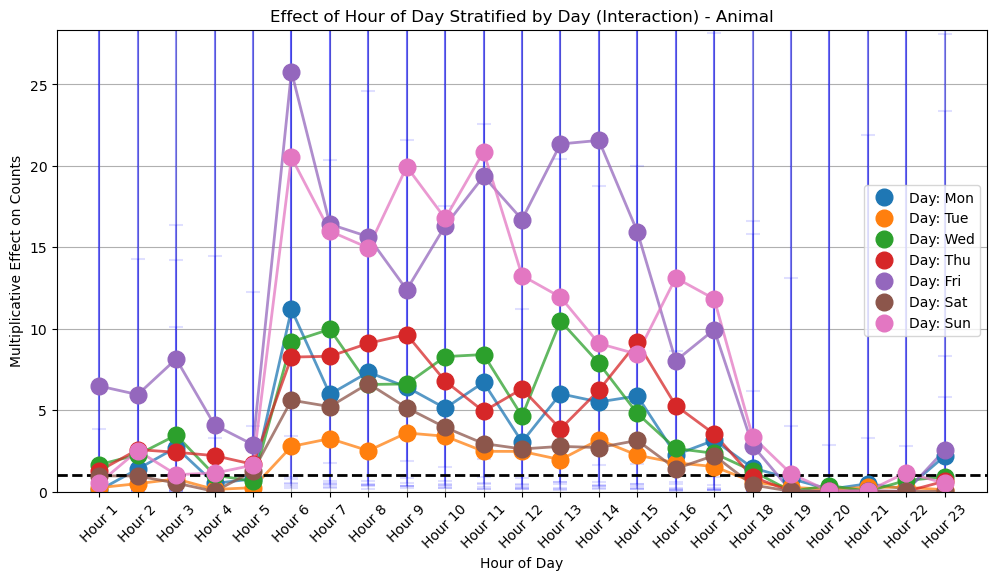 Effect of Hour of Day Stratified by Day (Interaction) - Animal
Multiplicative Effect on Counts
25
20
15
10
5
0
Day: Mon
Day: Tue
Day: Wed
Day: Thu
Day: Fri
Day: Sat
Day: Sun
Hour 1
Hour 2
Hour 3
Hour 4
Hour 5
Hour 6
Hour 7
Hour 8
Hour 9
Hour 10
Hour 11
Hour 12
Hour 13
Hour 14
Hour 15
Hour 16
Hour 17
Hour 18
Hour 19
Hour 20
Hour 21
Hour 22
Hour 23
Hour of Day